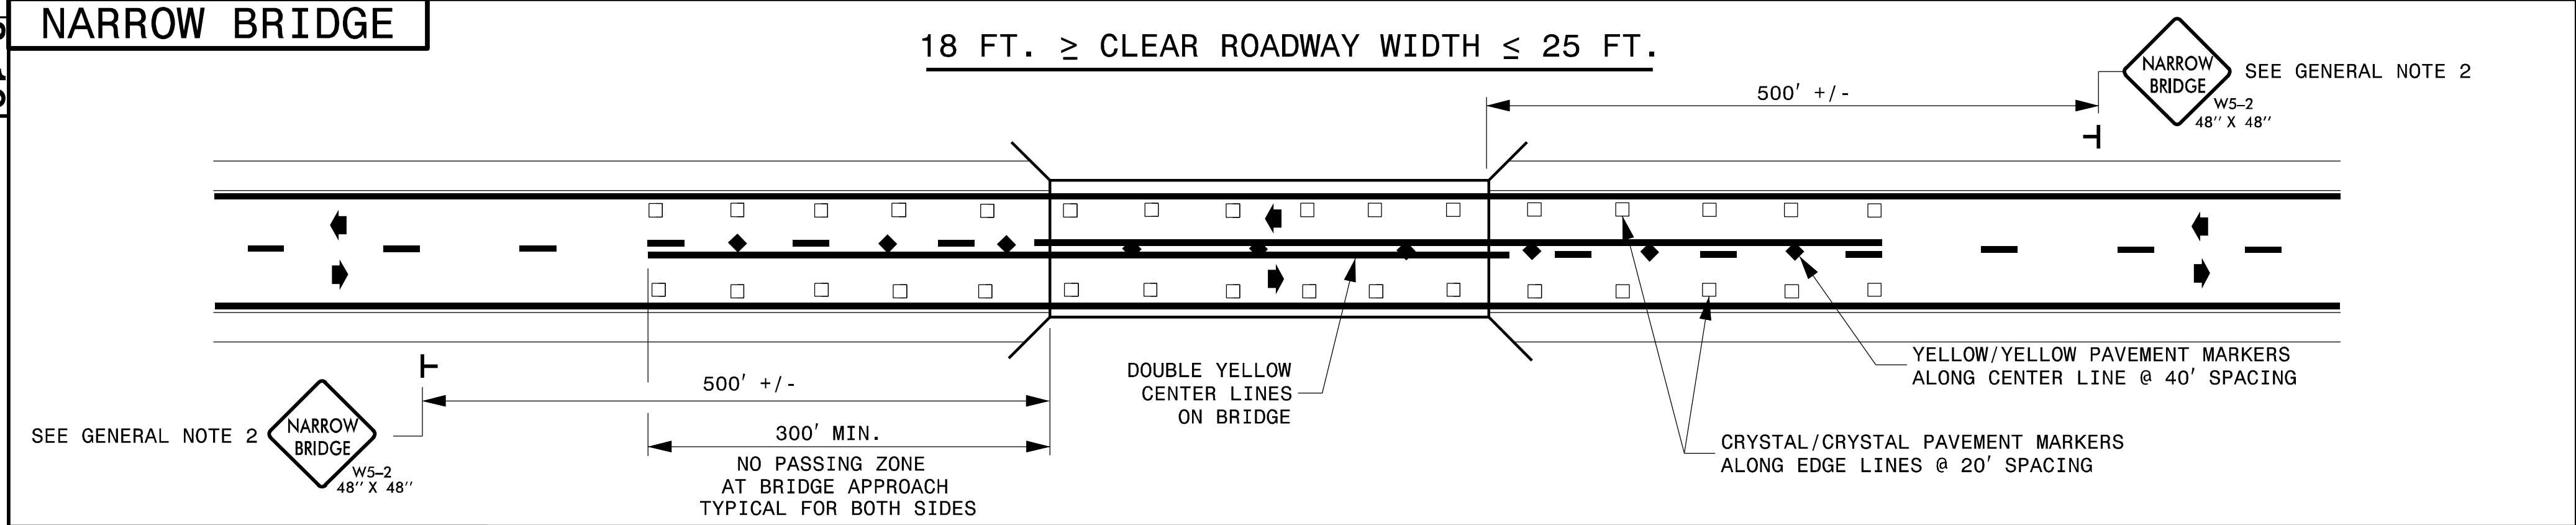 NARROW BRIDGE
18 FT. ≥ CLEAR ROADWAY WIDTH ≤ 25 FT.
NARROW
BRIDGE
W5-2
48" X 48"
SEE GENERAL NOTE 2
500' +/-
500' +/-
300' MIN.
NO PASSING ZONE
AT BRIDGE APPROACH
TYPICAL FOR BOTH SIDES
SEE GENERAL NOTE 2
NARROW
BRIDGE
W5-2
48" X 48"
DOUBLE YELLOW
CENTER LINES
ON BRIDGE
YELLOW/YELLOW PAVEMENT MARKERS
ALONG CENTER LINE @ 40' SPACING
CRYSTAL/CRYSTAL PAVEMENT MARKERS
ALONG EDGE LINES @ 20' SPACING